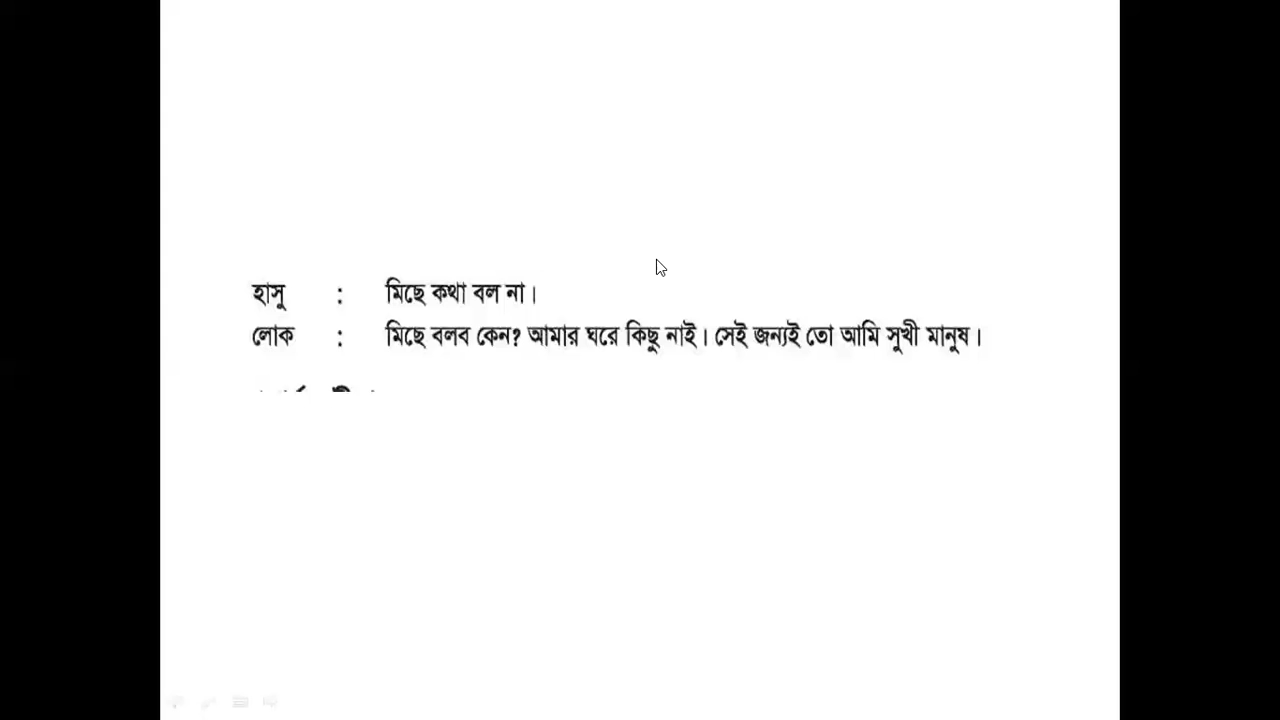 হাসু : মিছে কথা বল না।
লোক : মিছে বলব কেন? আমার ঘরে কিছু নাই। সেই জন্যই তো আমি সুখী মানুষ।